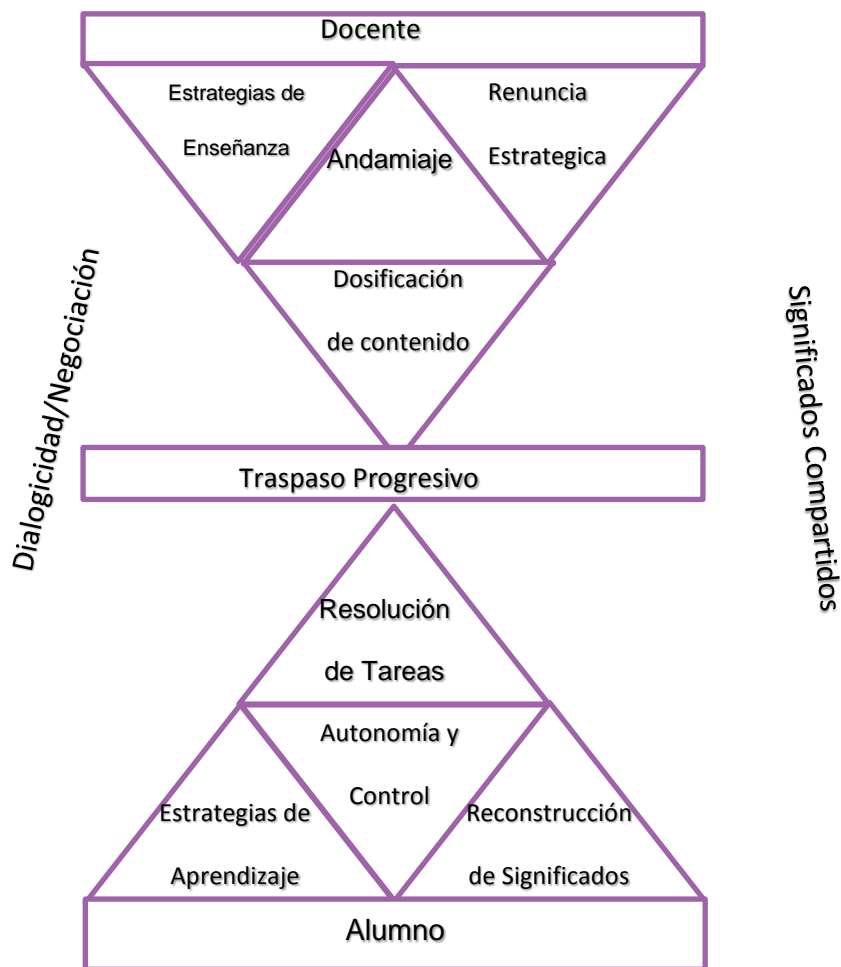 Docente
Estrategias de
Enseñanza
Andamiaje
Renuncia
Estrategica
Dosificación
de contenido
Dialogicidad/Negociación
Significados Compartidos
Traspaso Progresivo
Resolución
de Tareas
Autonomía y
Control
Estrategias de
Aprendizaje
Reconstrucción
de Significados
Alumno